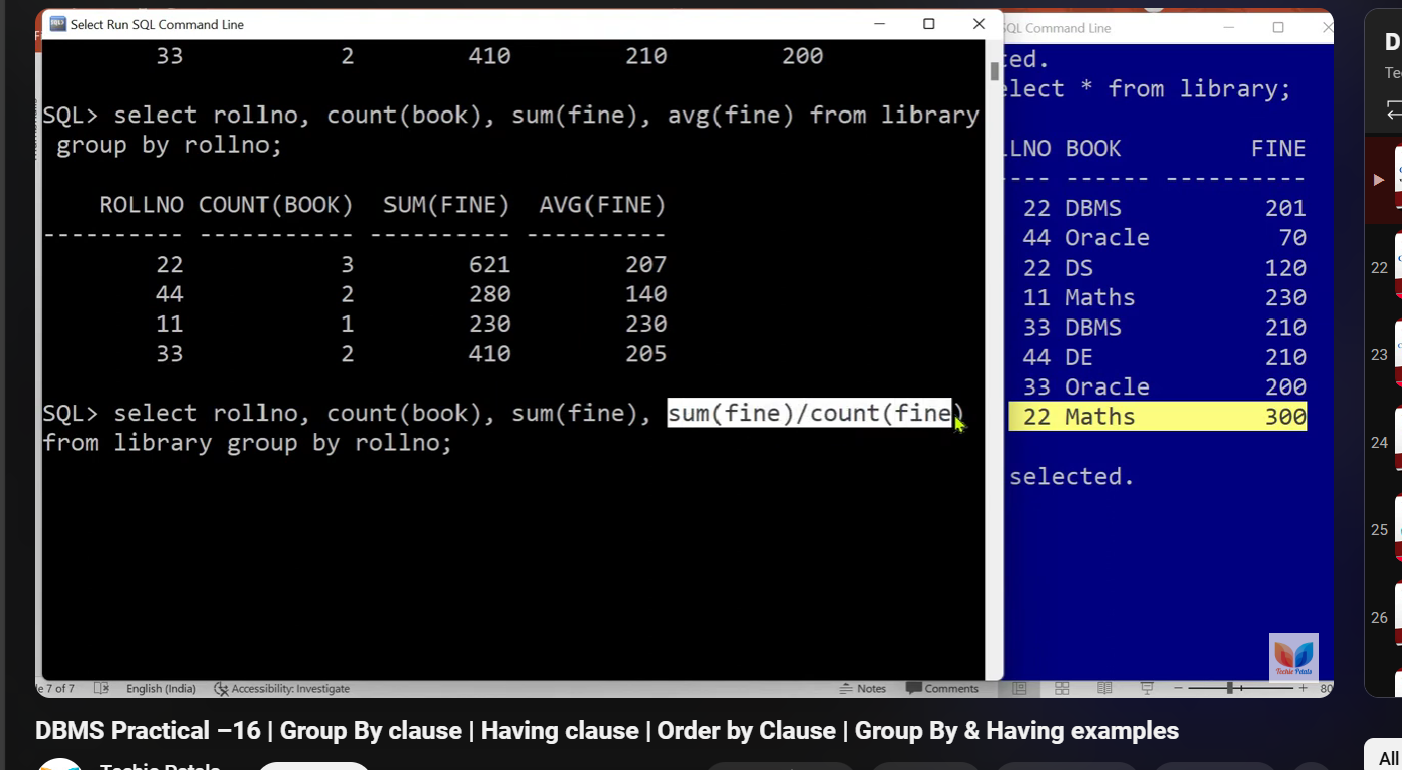 Select Run SQL Command Line
33 2 410 210 200
SQL> select rollno, count(book), sum(fine), avg(fine) from library
group by rollno;
ROLLNO COUNT(BOOK) SUM(FINE) AVG(FINE)
---------- ----------- ---------- ----------
22 3 621 207
44 2 280 140
11 1 230 230
33 2 410 205
SQL> select rollno, count(book), sum(fine), sum(fine)/count(fine)
from library group by rollno;
SQL Command Line
ted.
elect * from library;
LLNO BOOK FINE
---- ------ ----------
22 DBMS 201
44 Oracle 70
22 DS 120
11 Maths 230
33 DBMS 210
44 DE 210
33 Oracle 200
22 Maths 300
selected.
Techie Petals
e 7 of 7 English (India) Accessibility: Investigate Notes Comments 80
DBMS Practical –16 | Group By clause | Having clause | Order by Clause | Group By & Having examples
Techie Petals
D
Tec
22
23
24
25
26
All